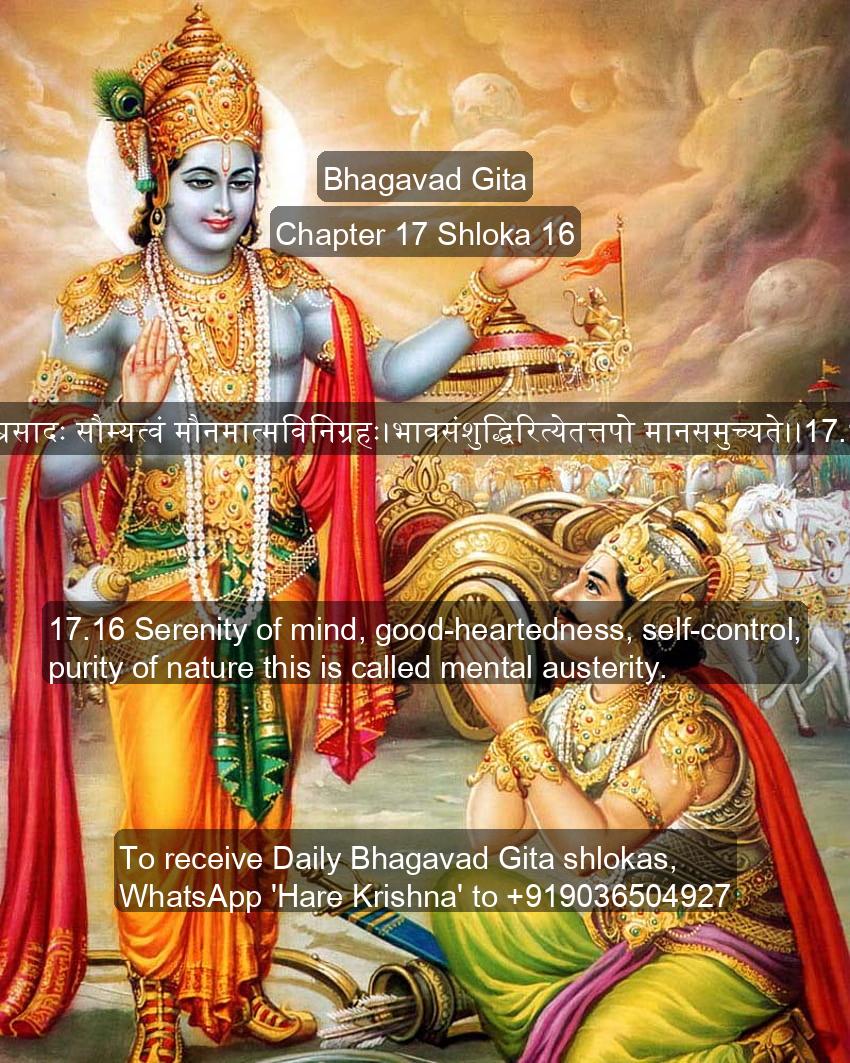 Bhagavad Gita
Chapter 17 Shloka 16
प्रसादः सौम्यत्वं मौनमात्मविनिग्रहः।भावसंशुद्धिरित्येतत्तपो मानसमुच्यते।।17.
17.16 Serenity of mind, good-heartedness, self-control,
purity of nature this is called mental austerity.
To receive Daily Bhagavad Gita shlokas,
WhatsApp 'Hare Krishna' to +919036504927